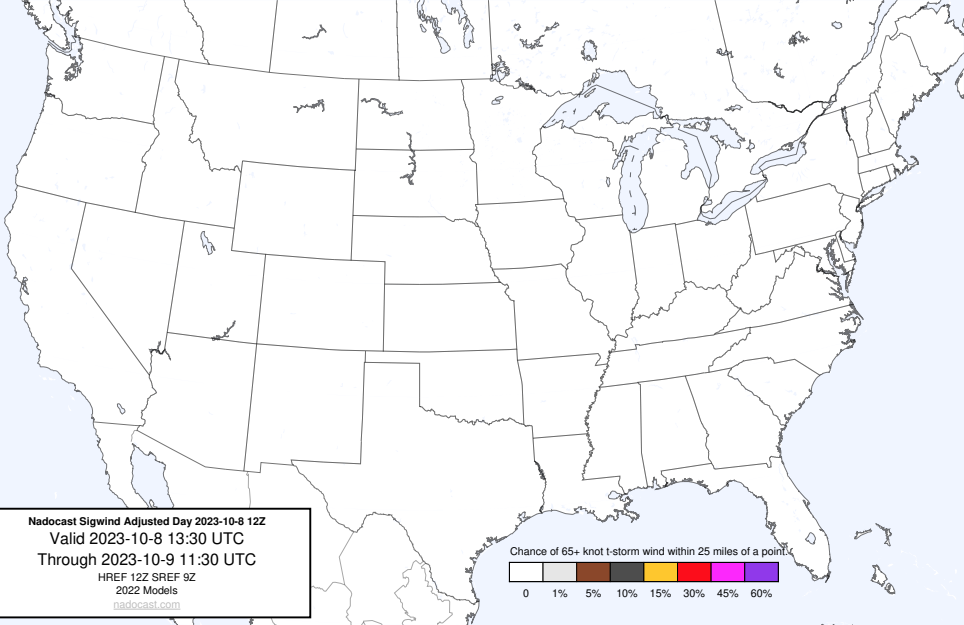 Nadocast Sigwind Adjusted Day 2023-10-8 12Z
Valid 2023-10-8 13:30 UTC
Through 2023-10-9 11:30 UTC
HREF 12Z SREF 9Z
2022 Models
nadocast.com
Chance of 65+ knot t-storm wind within 25 miles of a point.
0 1% 5% 10% 15% 30% 45% 60%